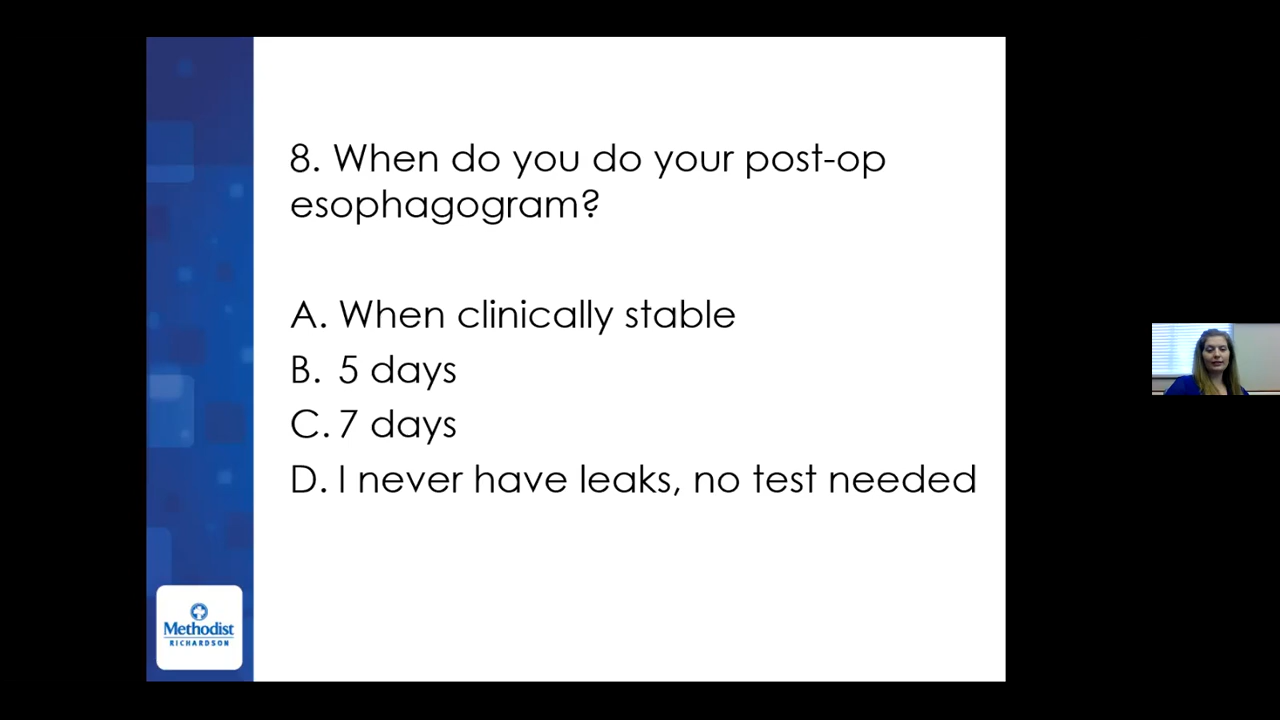 8. When do you do your post-op
esophagogram?
A. When clinically stable
B. 5 days
C. 7 days
D. I never have leaks, no test needed
Methodist
RICHARDSON